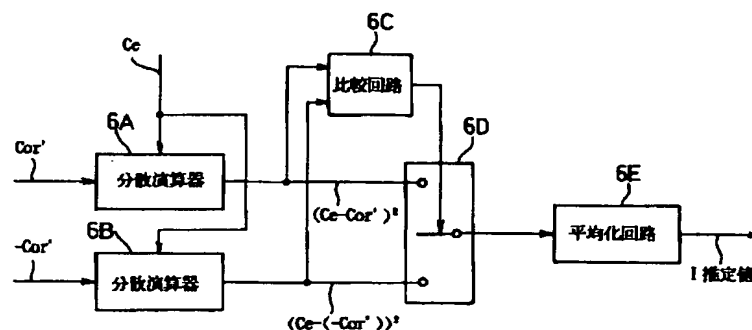 Ce
6C
比較回路
6A
6D
Cor'
分散演算器
6E
(Ce-Cor')²
平均化回路
6B
-Cor'
分散演算器
I 推定値
(Ce-(-Cor'))²